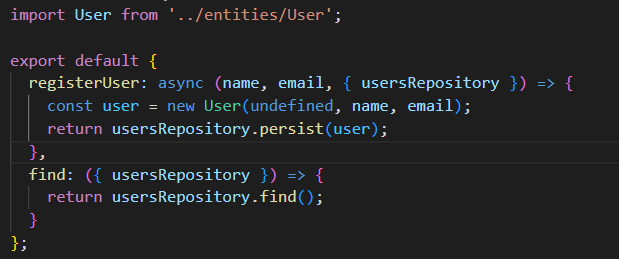 import User from '../entities/User';

export default {
  registerUser: async (name, email, { usersRepository }) => {
    const user = new User(undefined, name, email);
    return usersRepository.persist(user);
  },
  find: ({ usersRepository }) => {
    return usersRepository.find();
  }
};